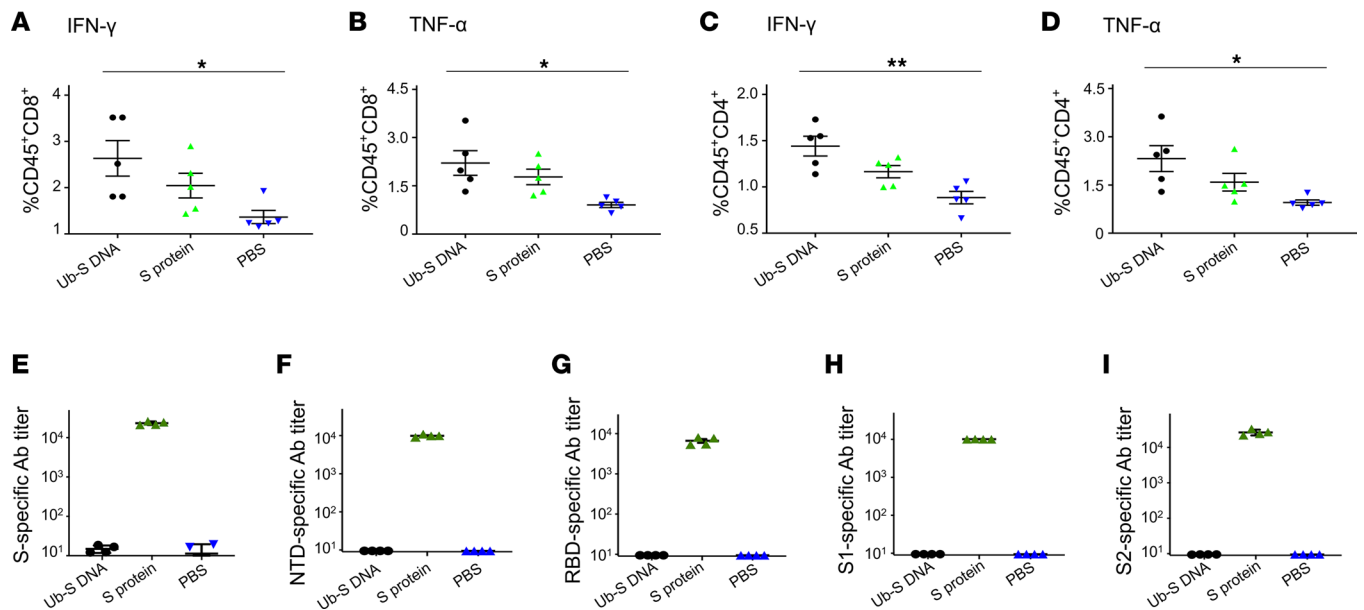 A IFN-γ
*
%CD45⁺CD8⁺
4
3
2
1
Ub-S DNA
S protein
PBS
B TNF-α
*
%CD45⁺CD8⁺
4.5
3.0
1.5
0
Ub-S DNA
S protein
PBS
C IFN-γ
**
%CD45⁺CD4⁺
2.0
1.5
1.0
0.5
Ub-S DNA
S protein
PBS
D TNF-α
*
%CD45⁺CD4⁺
4.5
3.0
1.5
0
Ub-S DNA
S protein
PBS
E
S-specific Ab titer
10⁴
10³
10²
10¹
Ub-S DNA
S protein
PBS
F
NTD-specific Ab titer
10⁴
10³
10²
10¹
Ub-S DNA
S protein
PBS
G
RBD-specific Ab titer
10⁴
10³
10²
10¹
Ub-S DNA
S protein
PBS
H
S1-specific Ab titer
10⁴
10³
10²
10¹
Ub-S DNA
S protein
PBS
I
S2-specific Ab titer
10⁴
10³
10²
10¹
Ub-S DNA
S protein
PBS